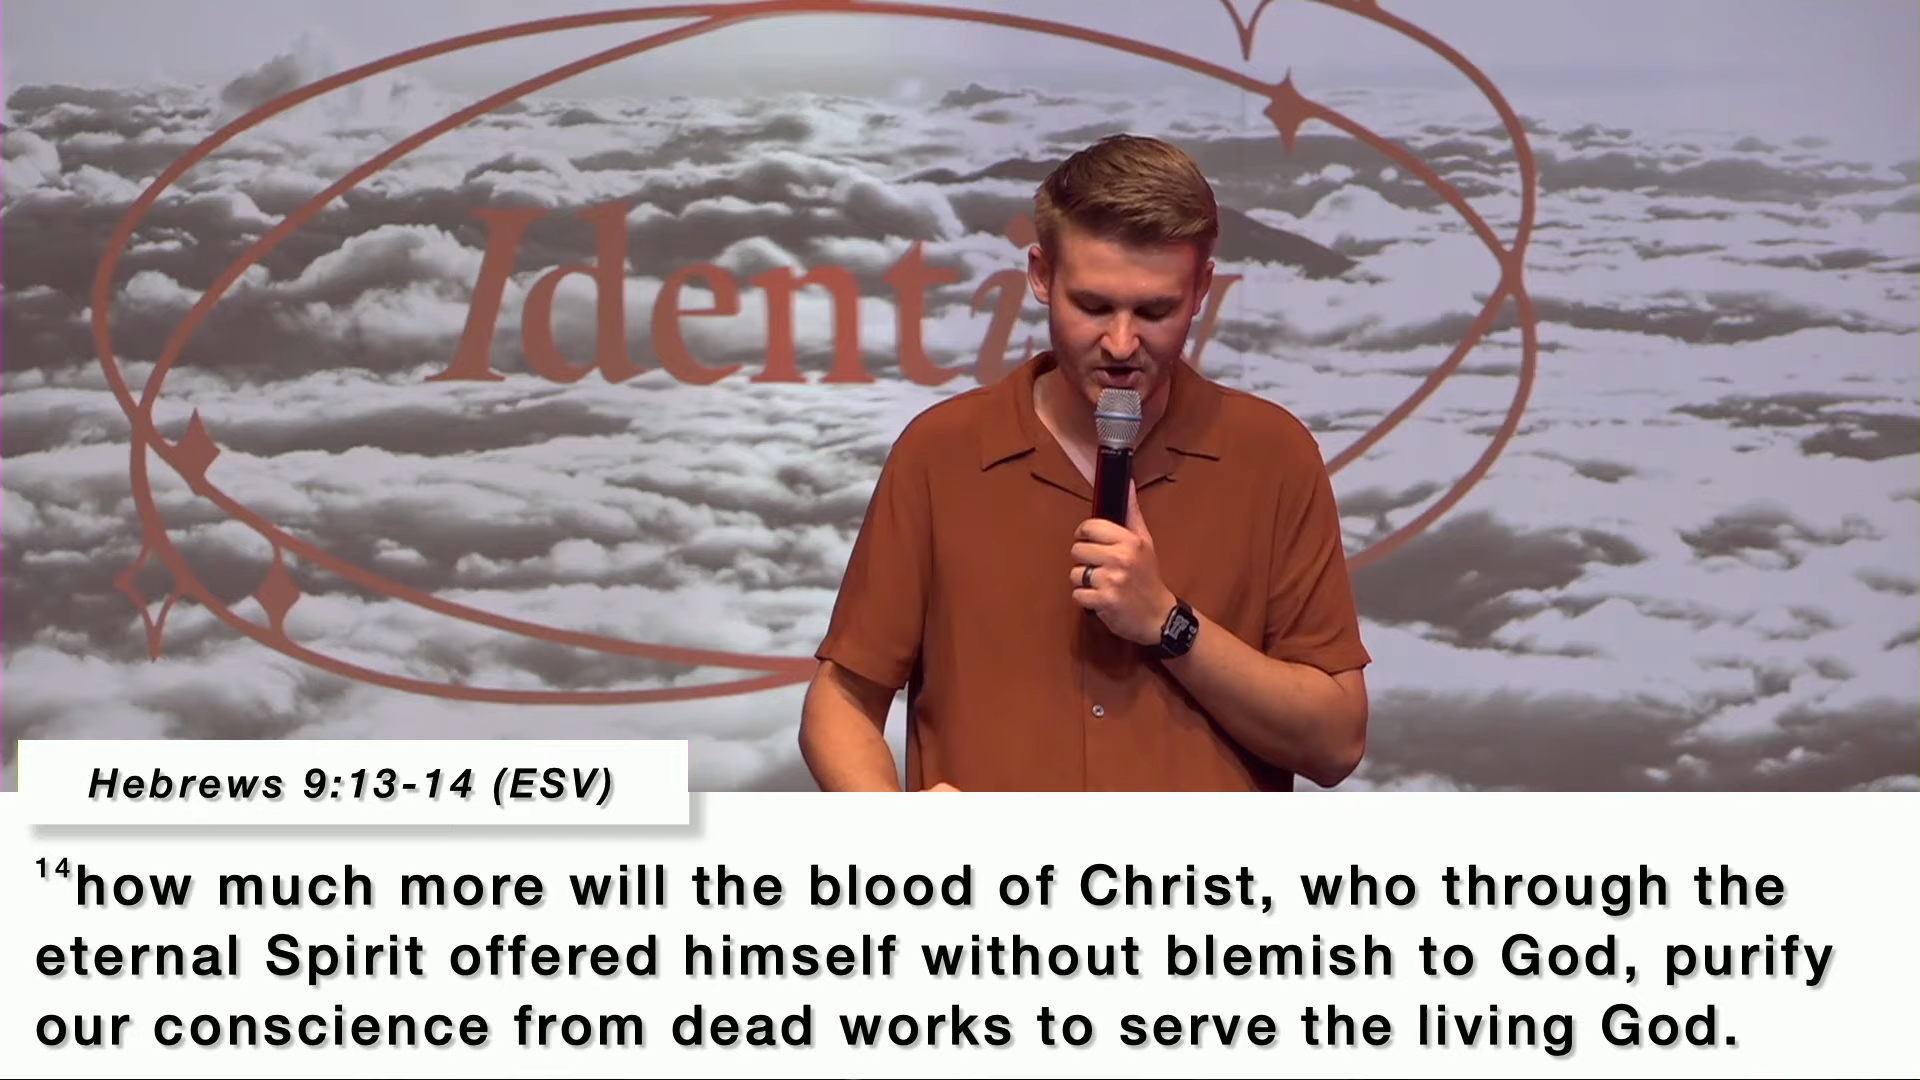 Identity
Hebrews 9:13-14 (ESV)
14how much more will the blood of Christ, who through the
eternal Spirit offered himself without blemish to God, purify
our conscience from dead works to serve the living God.